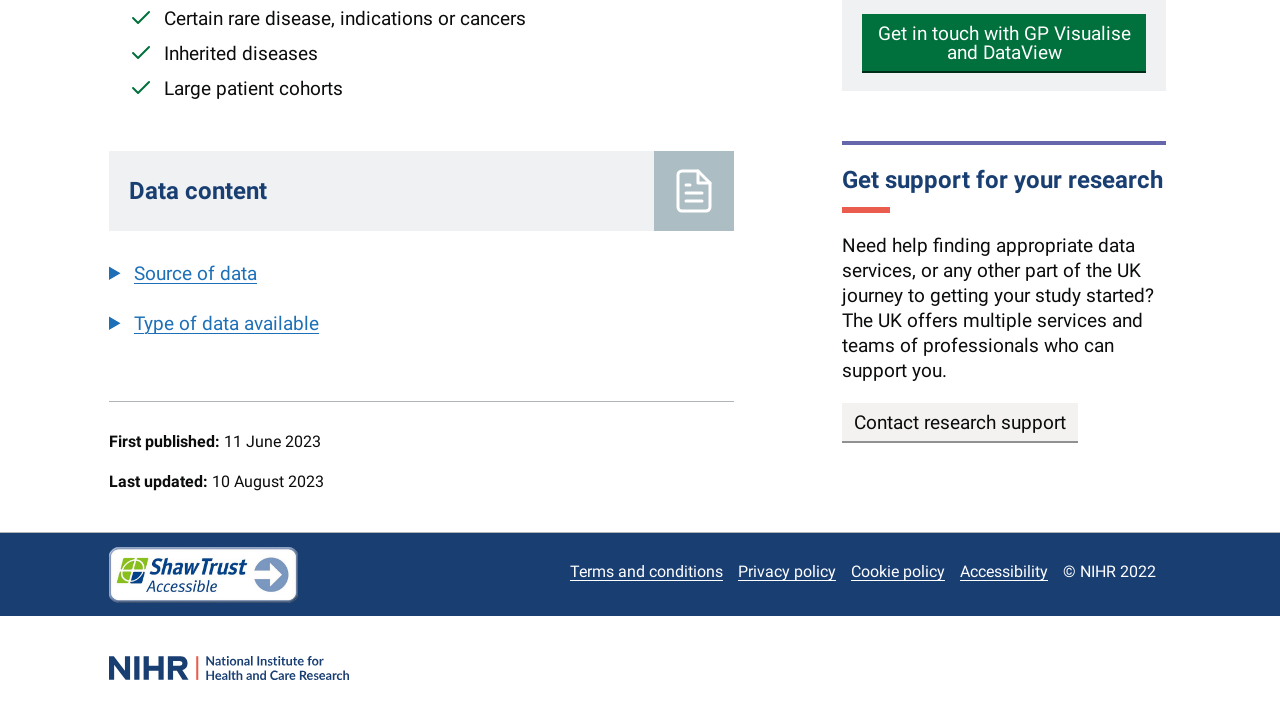 Certain rare disease, indications or cancers
Inherited diseases
Large patient cohorts
Data content
Source of data
Type of data available
First published: 11 June 2023
Last updated: 10 August 2023
Get in touch with GP Visualise
and DataView
Get support for your research
Need help finding appropriate data
services, or any other part of the UK
journey to getting your study started?
The UK offers multiple services and
teams of professionals who can
support you.
Contact research support
Shaw Trust
Accessible
Terms and conditions Privacy policy Cookie policy Accessibility © NIHR 2022
NIHR | National Institute for
Health and Care Research